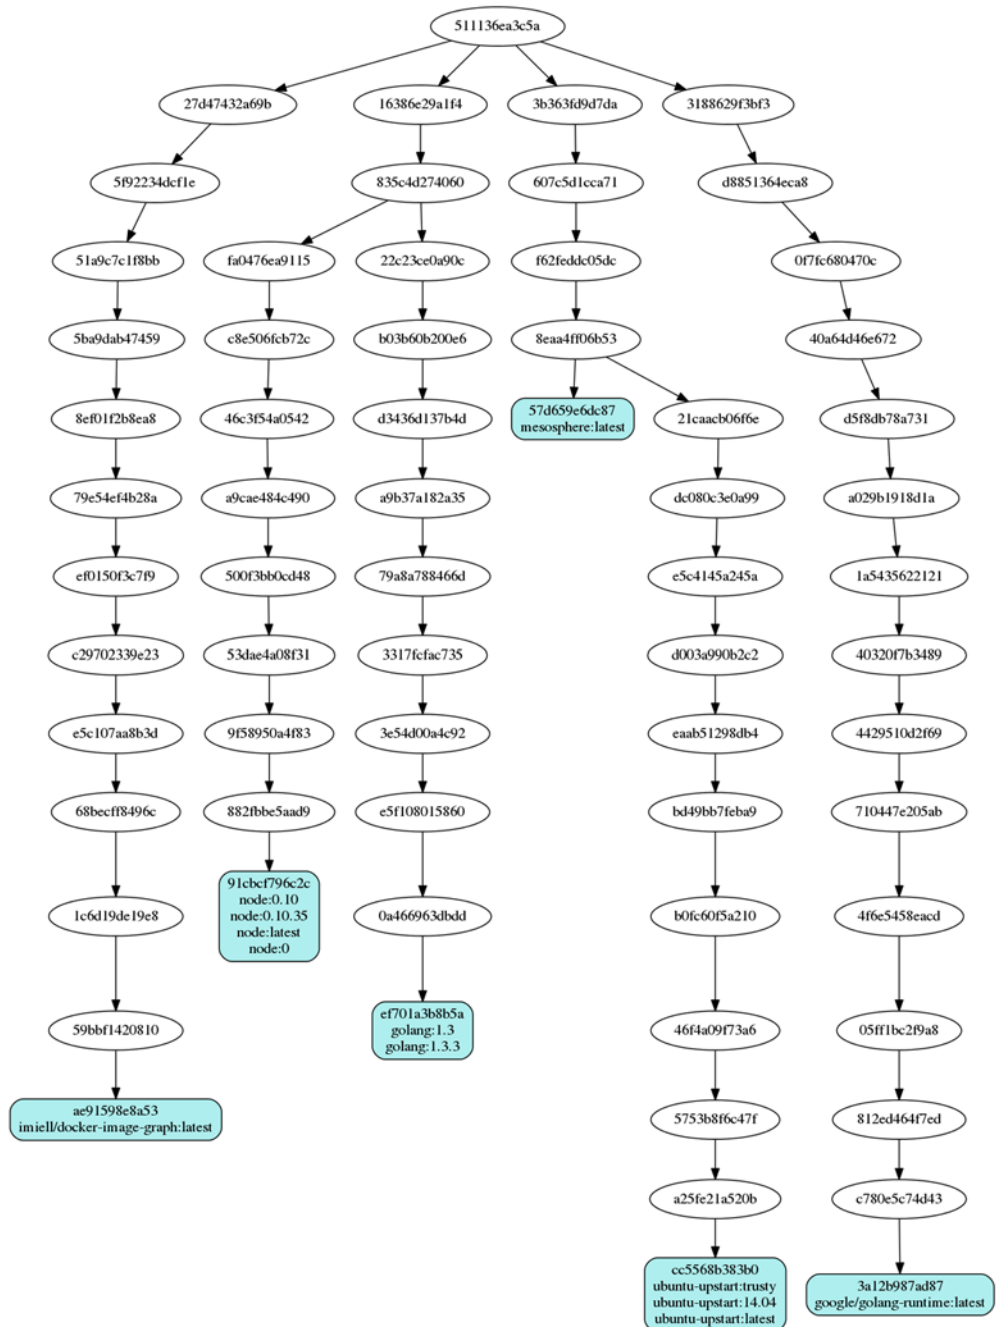 511136ea3c5a
27d47432a69b
16386e29a1f4
3b363fd9d7da
3188629f3bf3
5f92234dcf1e
835c4d274060
607c5d1cca71
d8851364eca8
51a9c7c1f8bb
fa0476ea9115
22c23ce0a90c
f62feddc05dc
0f7fc680470c
5ba9dab47459
c8e506fcb72c
b03b60b200e6
8eaa4ff06b53
40a64d46e672
8ef01f2b8ea8
46c3f54a0542
d3436d137b4d
57d659e6dc87
mesosphere:latest
21caacb06f6e
d5f8db78a731
79e54ef4b28a
a9cae484c490
a9b37a182a35
dc080c3e0a99
a029b1918d1a
ef0150f3c7f9
500f3bb0cd48
79a8a788466d
e5c4145a245a
1a5435622121
c29702339e23
53dae4a08f31
3317fcfac735
d003a990b2c2
40320f7b3489
e5c107aa8b3d
9f58950a4f83
3e54d00a4c92
eaab51298db4
4429510d2f69
68becff8496c
882fbbe5aad9
e5f108015860
bd49bb7feba9
710447e205ab
1c6d19de19e8
91cbcf796c2c
node:0.10
node:0.10.35
node:latest
node:0
0a466963dbdd
b0fc60f5a210
4f6e5458eacd
59bbf1420810
ef701a3b8b5a
golang:1.3
golang:1.3.3
46f4a09f73a6
05ff1bc2f9a8
ae91598e8a53
imiell/docker-image-graph:latest
5753b8f6c47f
812ed464f7ed
a25fe21a520b
c780e5c74d43
cc5568b383b0
ubuntu-upstart:trusty
ubuntu-upstart:14.04
ubuntu-upstart:latest
3a12b987ad87
google/golang-runtime:latest